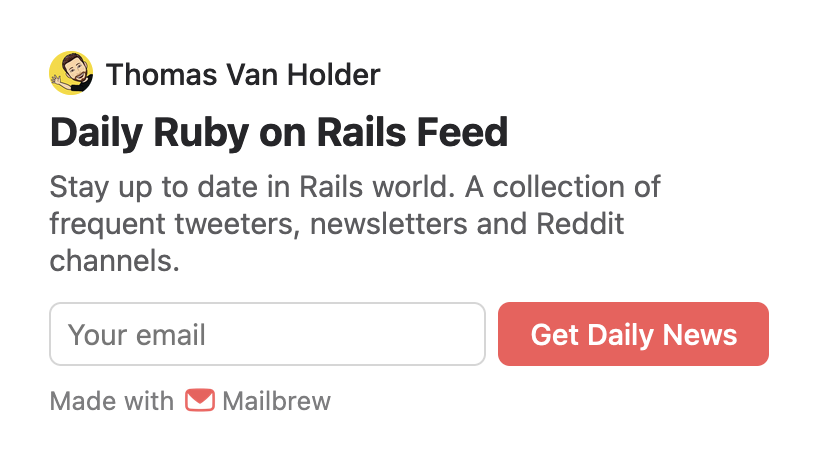 Thomas Van Holder
Daily Ruby on Rails Feed
Stay up to date in Rails world. A collection of
frequent tweeters, newsletters and Reddit
channels.
Your email
Get Daily News
Made with Mailbrew